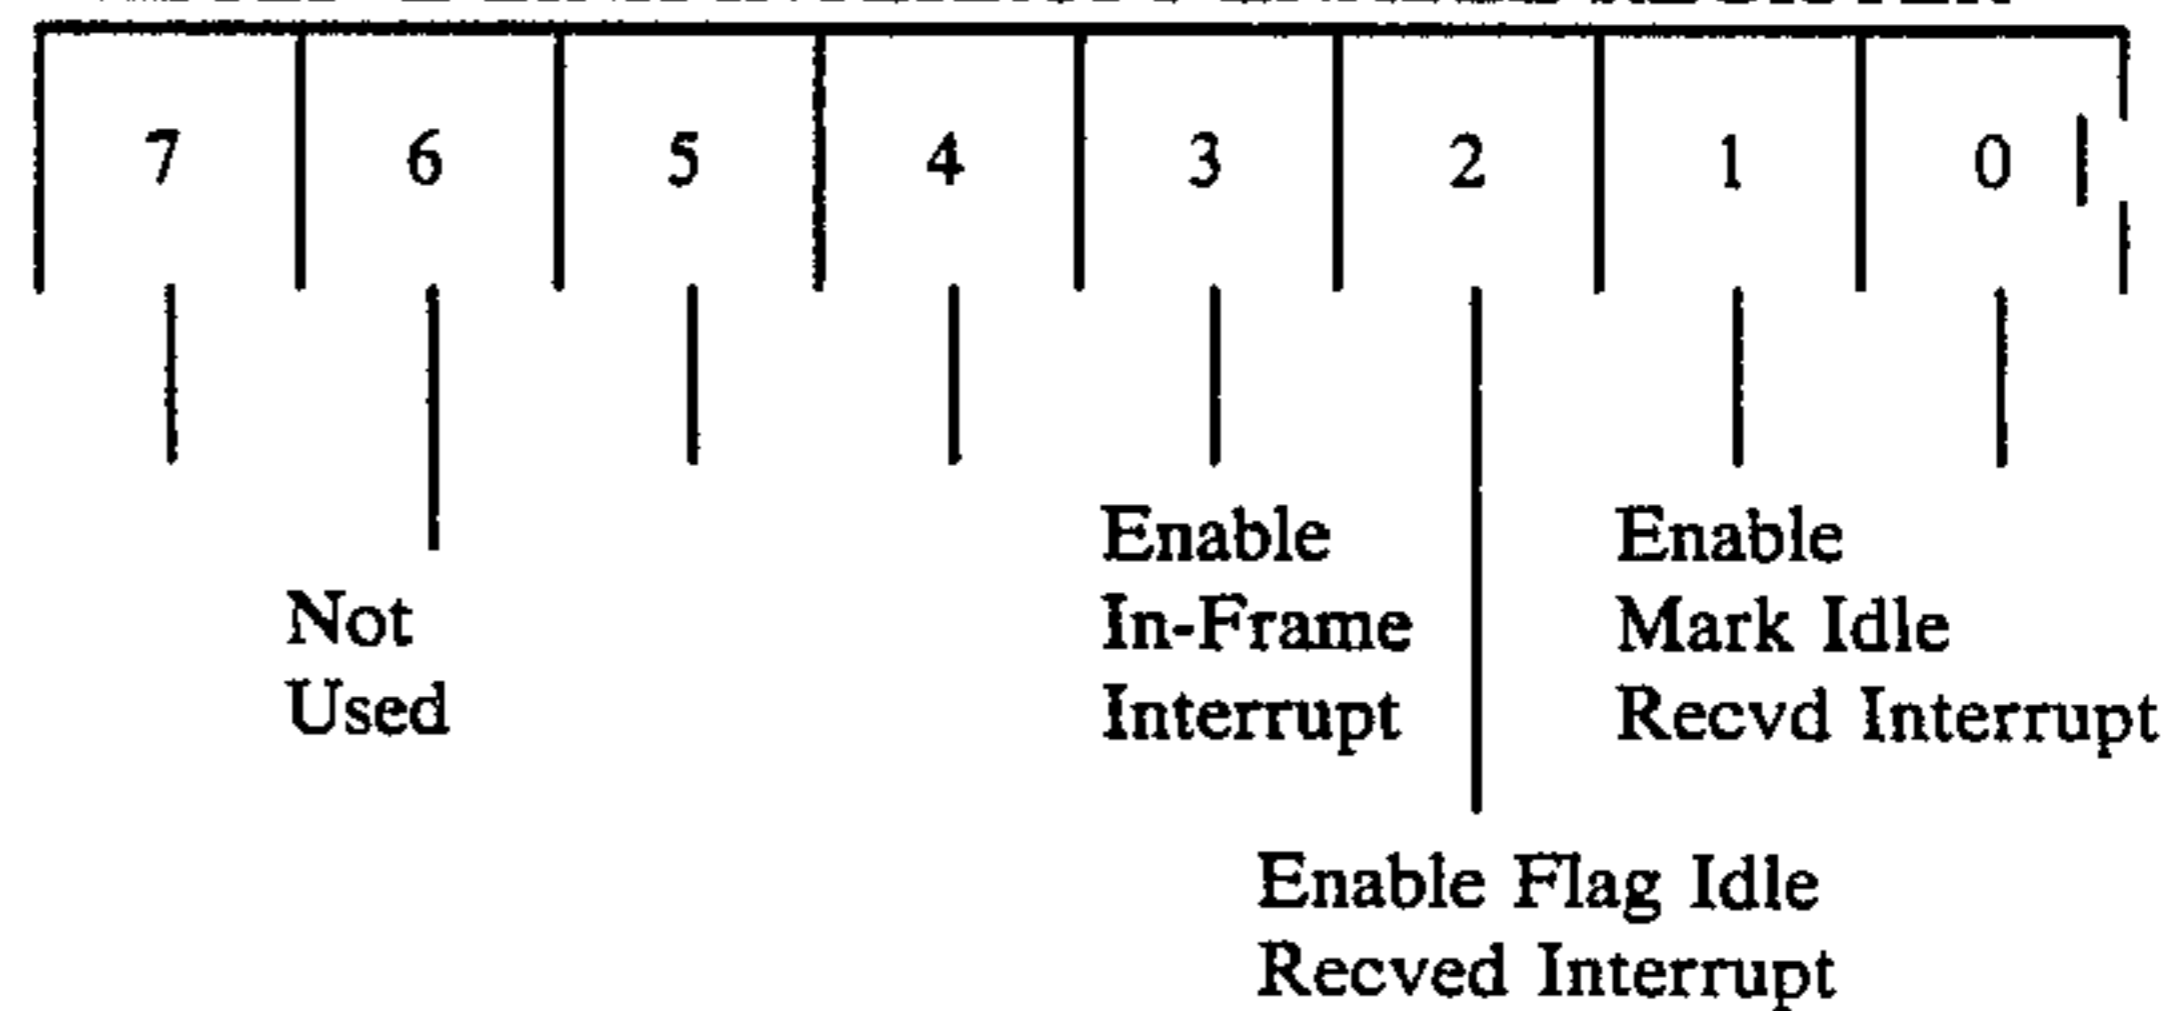 REGISTER
7 6 5 4 3 2 1 0
Enable
In-Frame
Interrupt
Enable
Mark Idle
Recvd Interrupt
Not
Used
Enable Flag Idle
Recved Interrupt